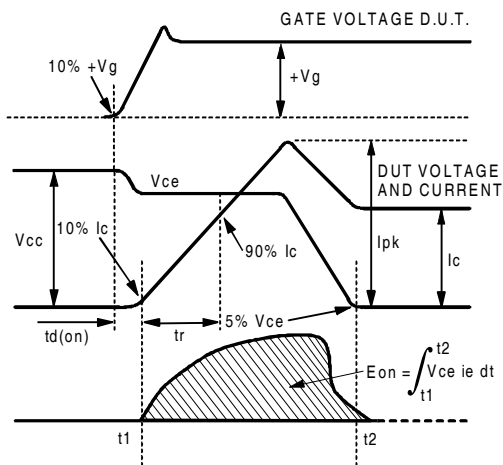 GATE VOLTAGE D.U.T.
10% +Vg
+Vg
Vce
DUT VOLTAGE
AND CURRENT
Vcc
10% Ic
90% Ic
Ipk
Ic
td(on)
tr
5% Vce
Eon = ∫ t2 t1 Vce ie dt
t1
t2